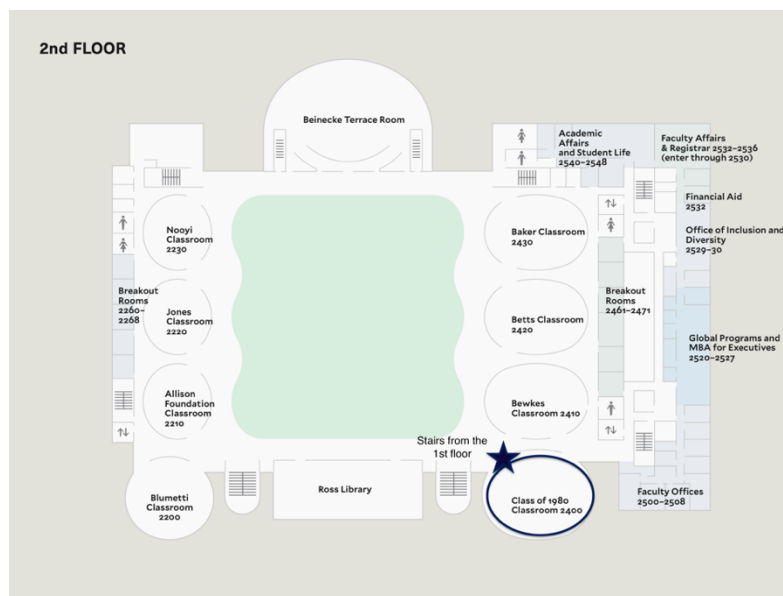 2nd FLOOR
Beinecke Terrace Room
Academic
Affairs
and Student Life
2540–2548
Faculty Affairs
& Registrar 2532–2536
(enter through 2530)
Financial Aid
2532
Office of Inclusion and
Diversity
2529–30
Nooyi
Classroom
2230
Baker Classroom
2430
Breakout
Rooms
2260–
2268
Jones
Classroom
2220
Betts Classroom
2420
Breakout
Rooms
2461–2471
Global Programs and
MBA for Executives
2520–2527
Allison
Foundation
Classroom
2210
Bewkes
Classroom 2410
Stairs from the
1st floor
Blumetti
Classroom
2200
Ross Library
Class of 1980
Classroom 2400
Faculty Offices
2500–2508